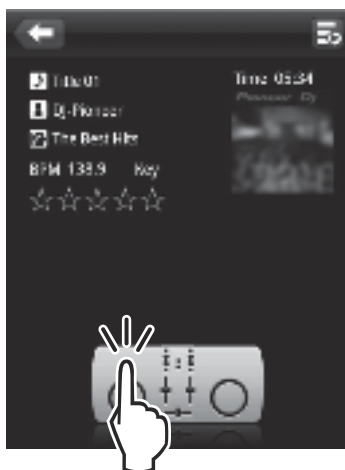 Title 01
Time 05:34
Dj-Pioneer
Pioneer Dj
The Best Hits
BPM 138.9 Key